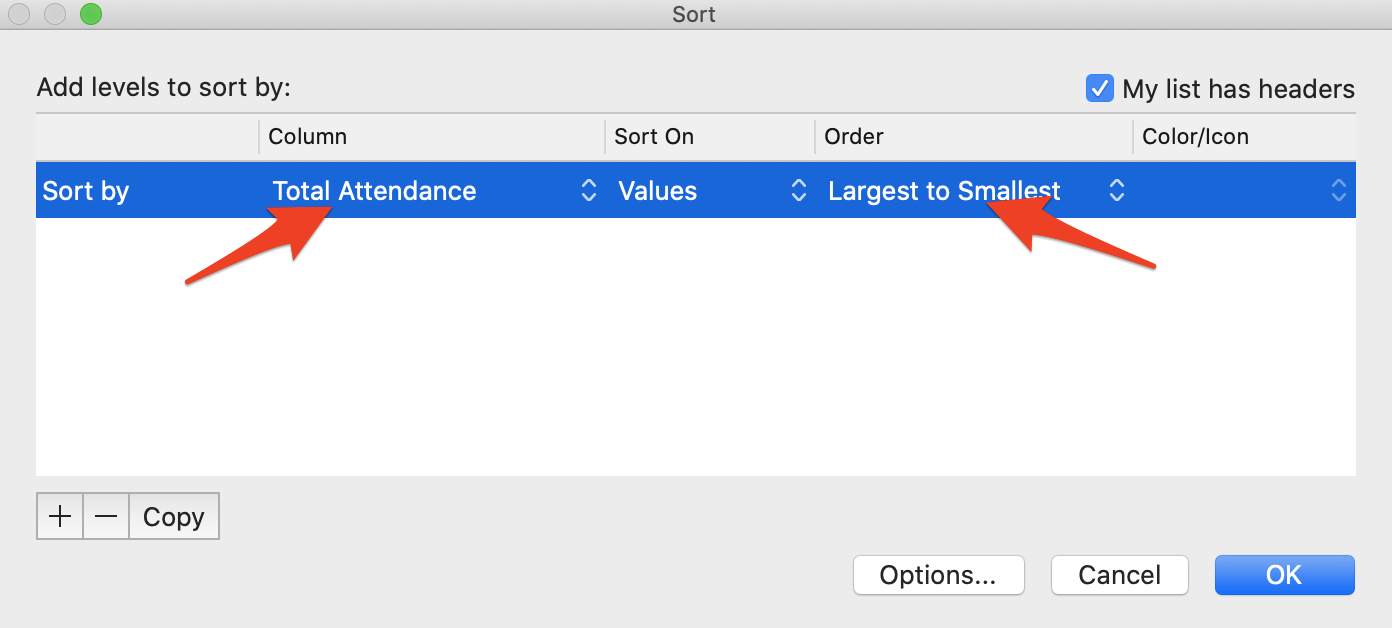 Sort
Add levels to sort by:
My list has headers
Column Sort On Order Color/Icon
Sort by Total Attendance Values Largest to Smallest
Copy
Options... Cancel OK